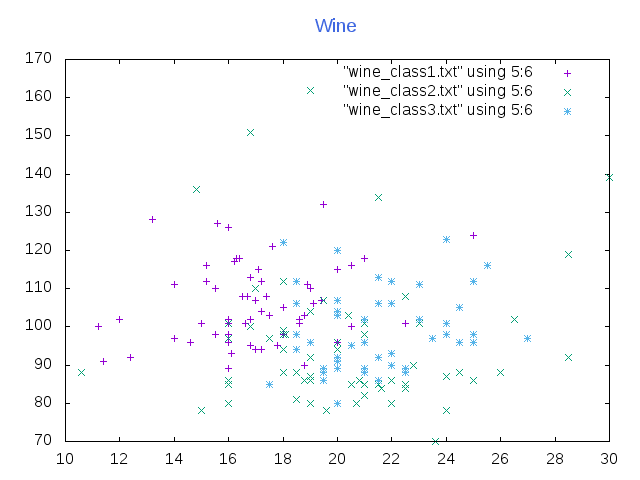 Wine
170
160
150
140
130
120
110
100
90
80
70
"wine_class1.txt" using 5:6
"wine_class2.txt" using 5:6
"wine_class3.txt" using 5:6
10 12 14 16 18 20 22 24 26 28 30